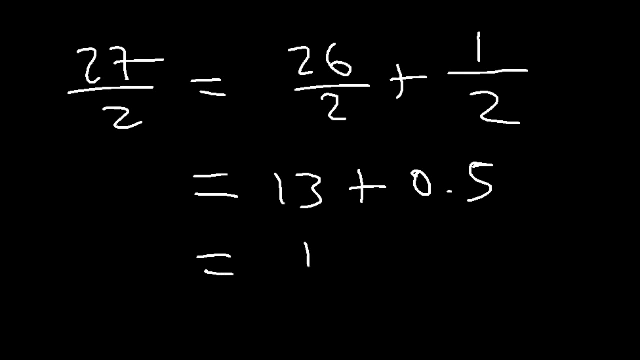 27/2 = 26/2 + 1/2
= 13 + 0.5
= 1